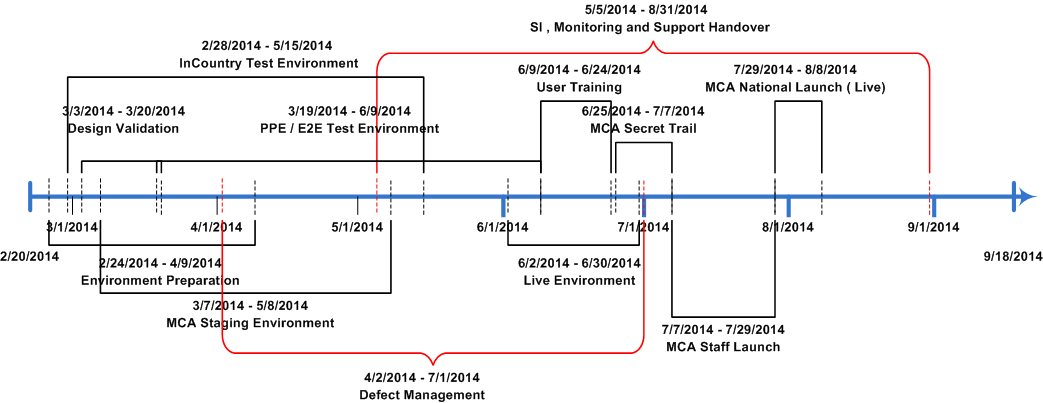 5/5/2014 - 8/31/2014
SI , Monitoring and Support Handover
2/28/2014 - 5/15/2014
InCountry Test Environment
6/9/2014 - 6/24/2014
User Training
7/29/2014 - 8/8/2014
MCA National Launch ( Live)
3/3/2014 - 3/20/2014
Design Validation
3/19/2014 - 6/9/2014
PPE / E2E Test Environment
6/25/2014 - 7/7/2014
MCA Secret Trail
3/1/2014
4/1/2014
5/1/2014
6/1/2014
7/1/2014
8/1/2014
9/1/2014
2/20/2014
9/18/2014
2/24/2014 - 4/9/2014
Environment Preparation
6/2/2014 - 6/30/2014
Live Environment
3/7/2014 - 5/8/2014
MCA Staging Environment
7/7/2014 - 7/29/2014
MCA Staff Launch
4/2/2014 - 7/1/2014
Defect Management